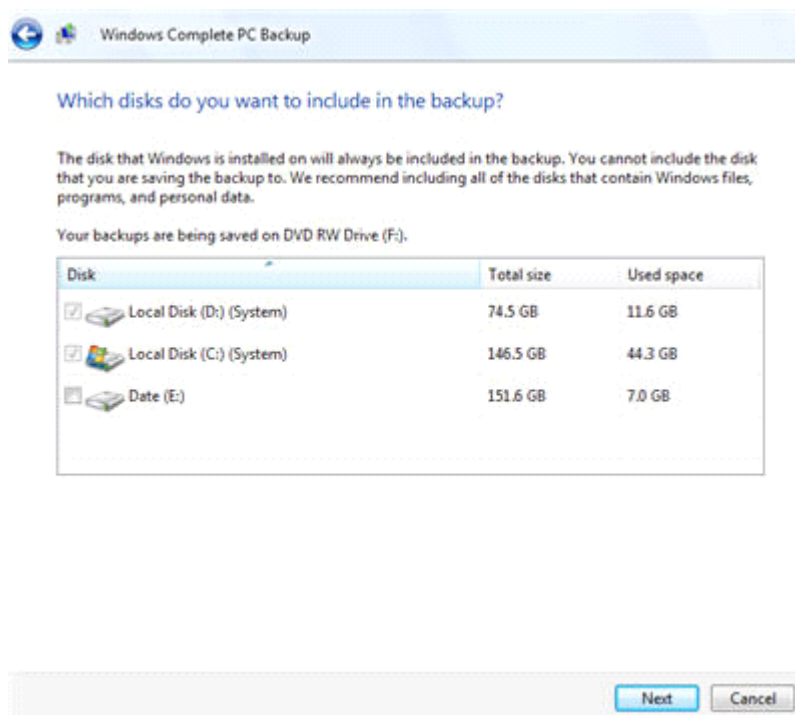 Windows Complete PC Backup
Which disks do you want to include in the backup?
The disk that Windows is installed on will always be included in the backup. You cannot include the disk
that you are saving the backup to. We recommend including all of the disks that contain Windows files,
programs, and personal data.
Your backups are being saved on DVD RW Drive (F:).
Disk Total size Used space
Local Disk (D:) (System) 74.5 GB 11.6 GB
Local Disk (C:) (System) 146.5 GB 44.3 GB
Date (E:) 151.6 GB 7.0 GB
Next Cancel